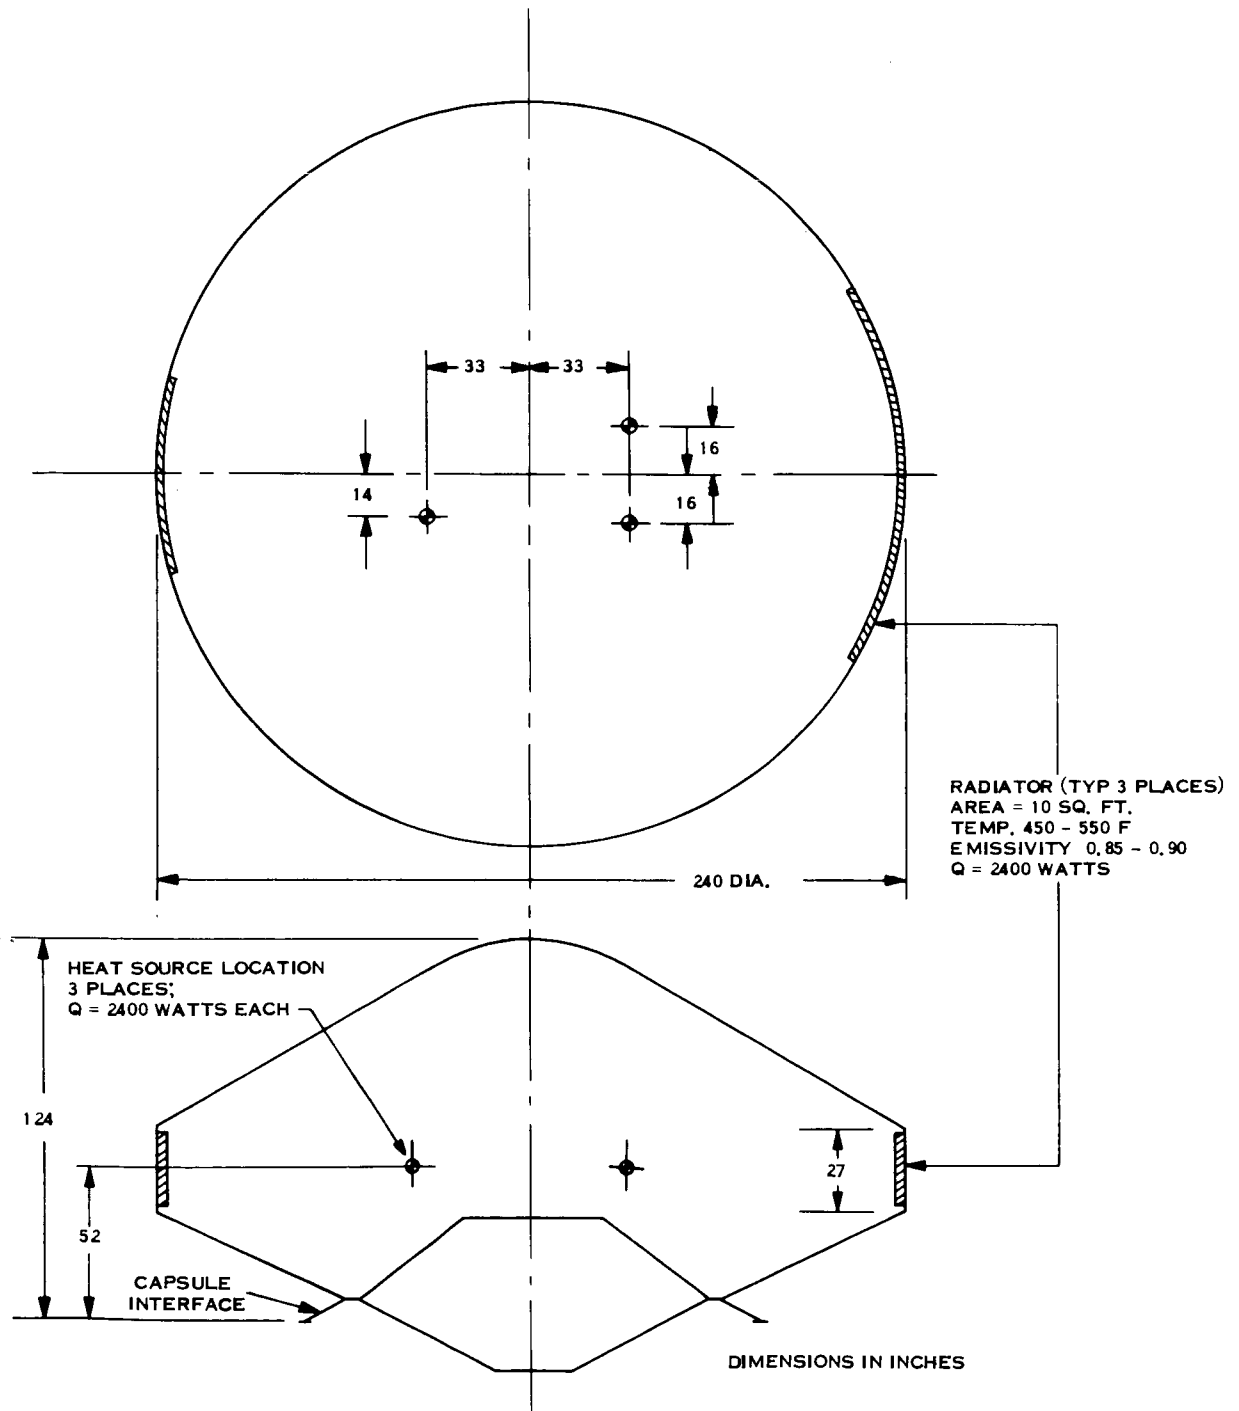 33
33
16
14
16
RADIATOR (TYP 3 PLACES)
AREA = 10 SQ. FT.
TEMP. 450 - 550 F
EMISSIVITY 0.85 - 0.90
Q = 2400 WATTS
240 DIA.
HEAT SOURCE LOCATION
3 PLACES;
Q = 2400 WATTS EACH
124
27
52
CAPSULE
INTERFACE
DIMENSIONS IN INCHES